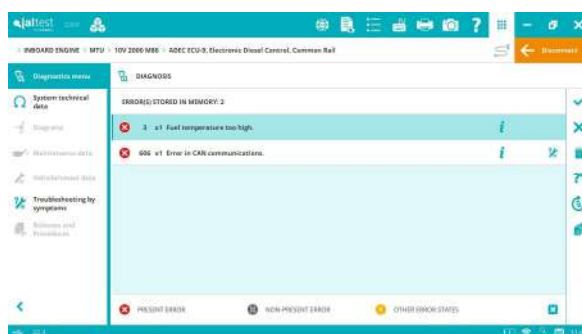 jaltest
INBOARD ENGINE
MTU
10V 2000 M86
ADEC ECU-9, Electronic Diesel Control, Common Rail
Disconnect
Diagnostics menu
DIAGNOSIS
System technical data
ERROR(S) STORED IN MEMORY: 2
Diagrams
3 x1 Fuel temperature too high.
Maintenance data
606 x1 Error in CAN communications.
Troubleshooting by symptoms
PRESENT ERROR
NON-PRESENT ERROR
OTHER ERROR STATES